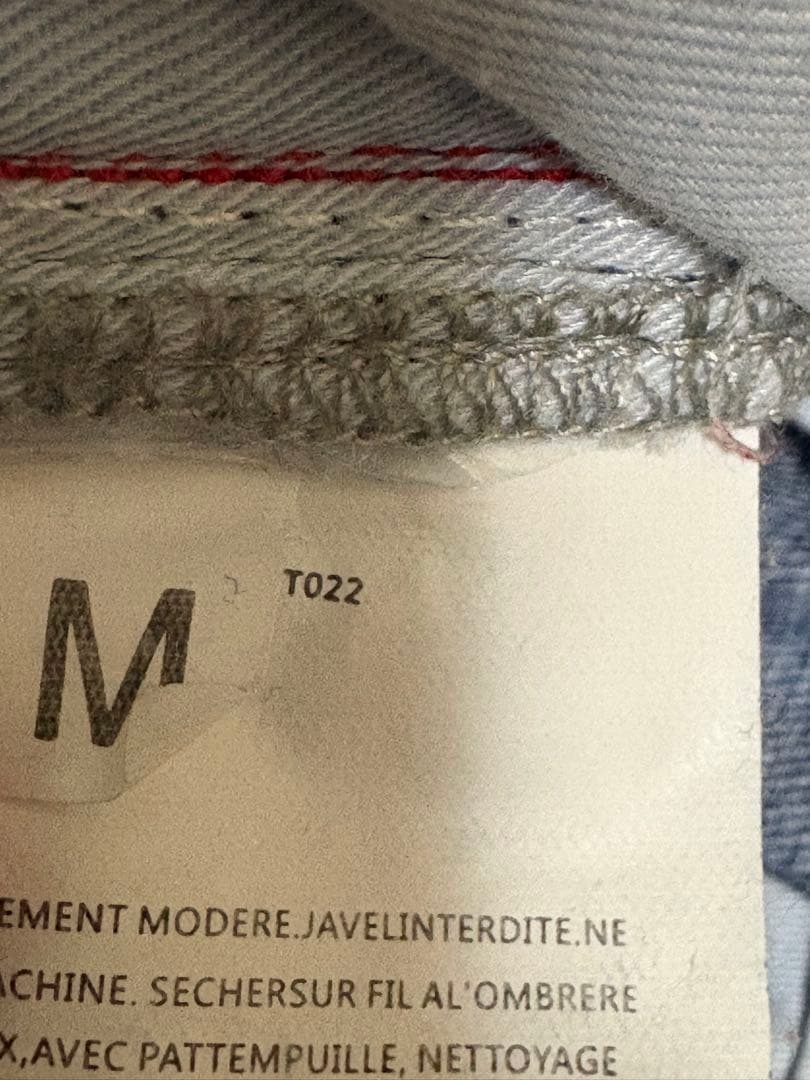 M
T022
EMENT MODERE.JAVELINTERDITE.NE
ACHINE. SECHERSUR FIL AL'OMBRERE
X,AVEC PATTEMPUILLE, NETTOYAGE